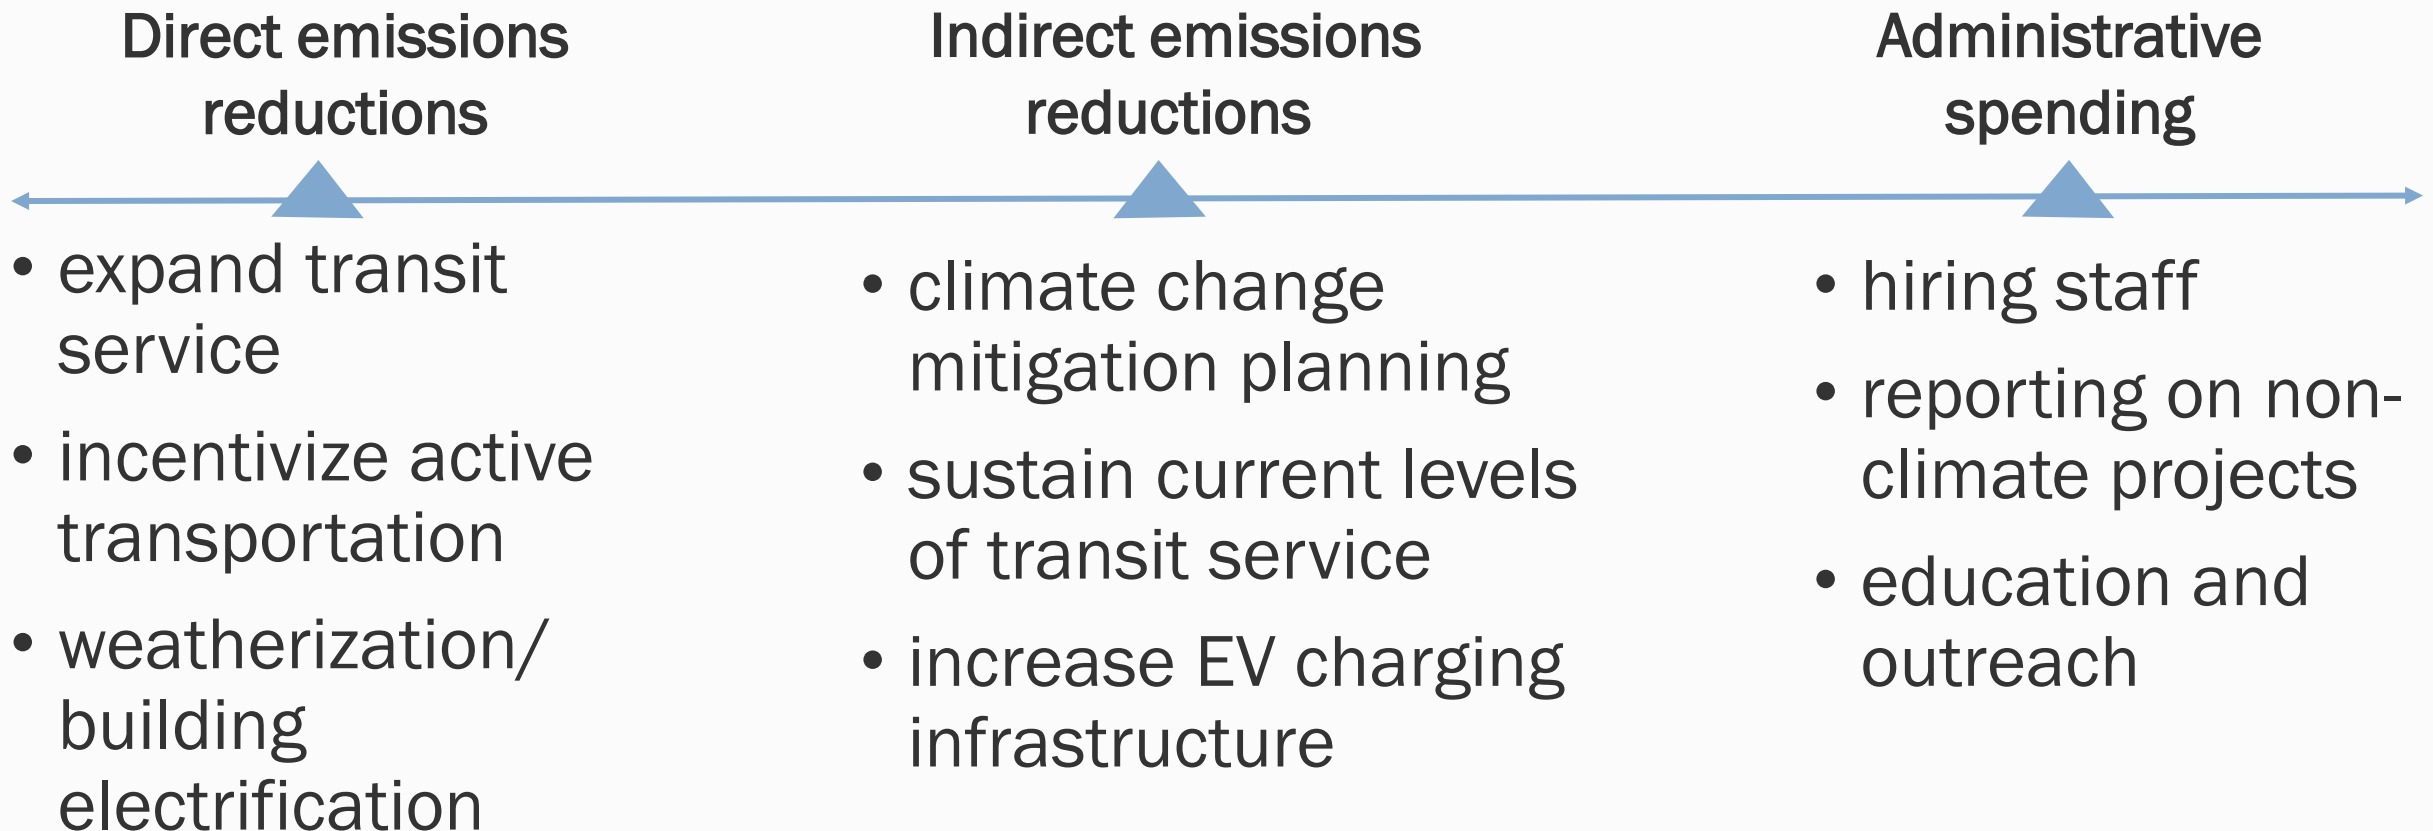 Direct emissions
reductions
Indirect emissions
reductions
Administrative
spending
• expand transit
service
• incentivize active
transportation
• weatherization/
building
electrification
• climate change
mitigation planning
• sustain current levels
of transit service
• increase EV charging
infrastructure
• hiring staff
• reporting on non-
climate projects
• education and
outreach